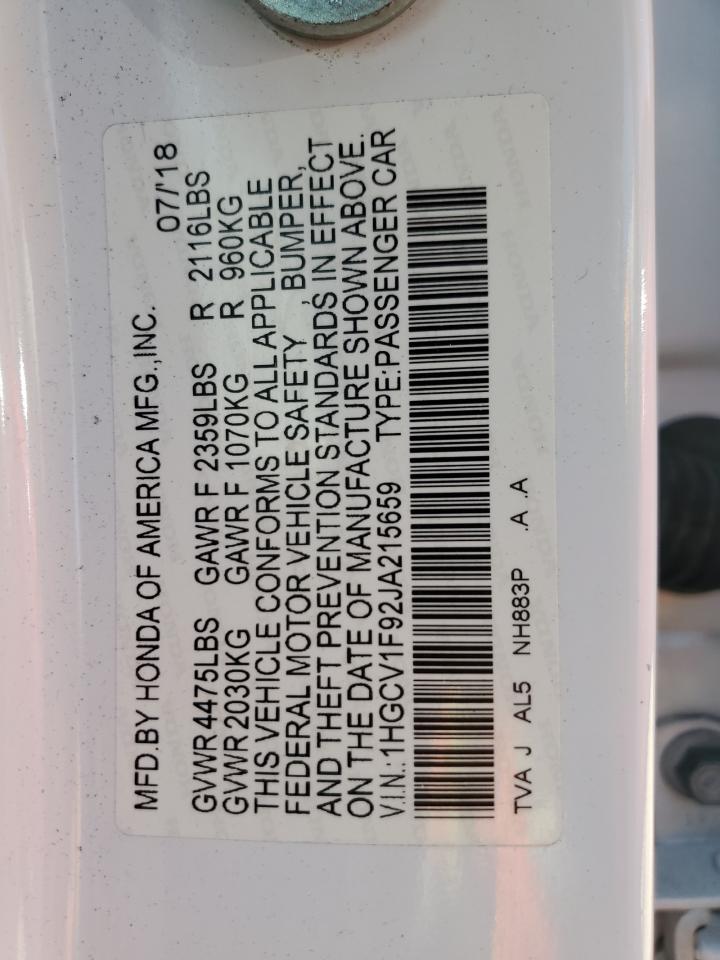 MFD.BY HONDA OF AMERICA MFG.,INC. 07/'18
GVWR 4475LBS GAWR F 2359LBS R 2116LBS
GVWR 2030KG GAWR F 1070KG R 960KG
THIS VEHICLE CONFORMS TO ALL APPLICABLE
FEDERAL MOTOR VEHICLE SAFETY, BUMPER,
AND THEFT PREVENTION STANDARDS IN EFFECT
ON THE DATE OF MANUFACTURE SHOWN ABOVE.
V.I.N.:1HGCV1F92JA215659 TYPE:PASSENGER CAR
TVA J AL5 NH883P .A .A